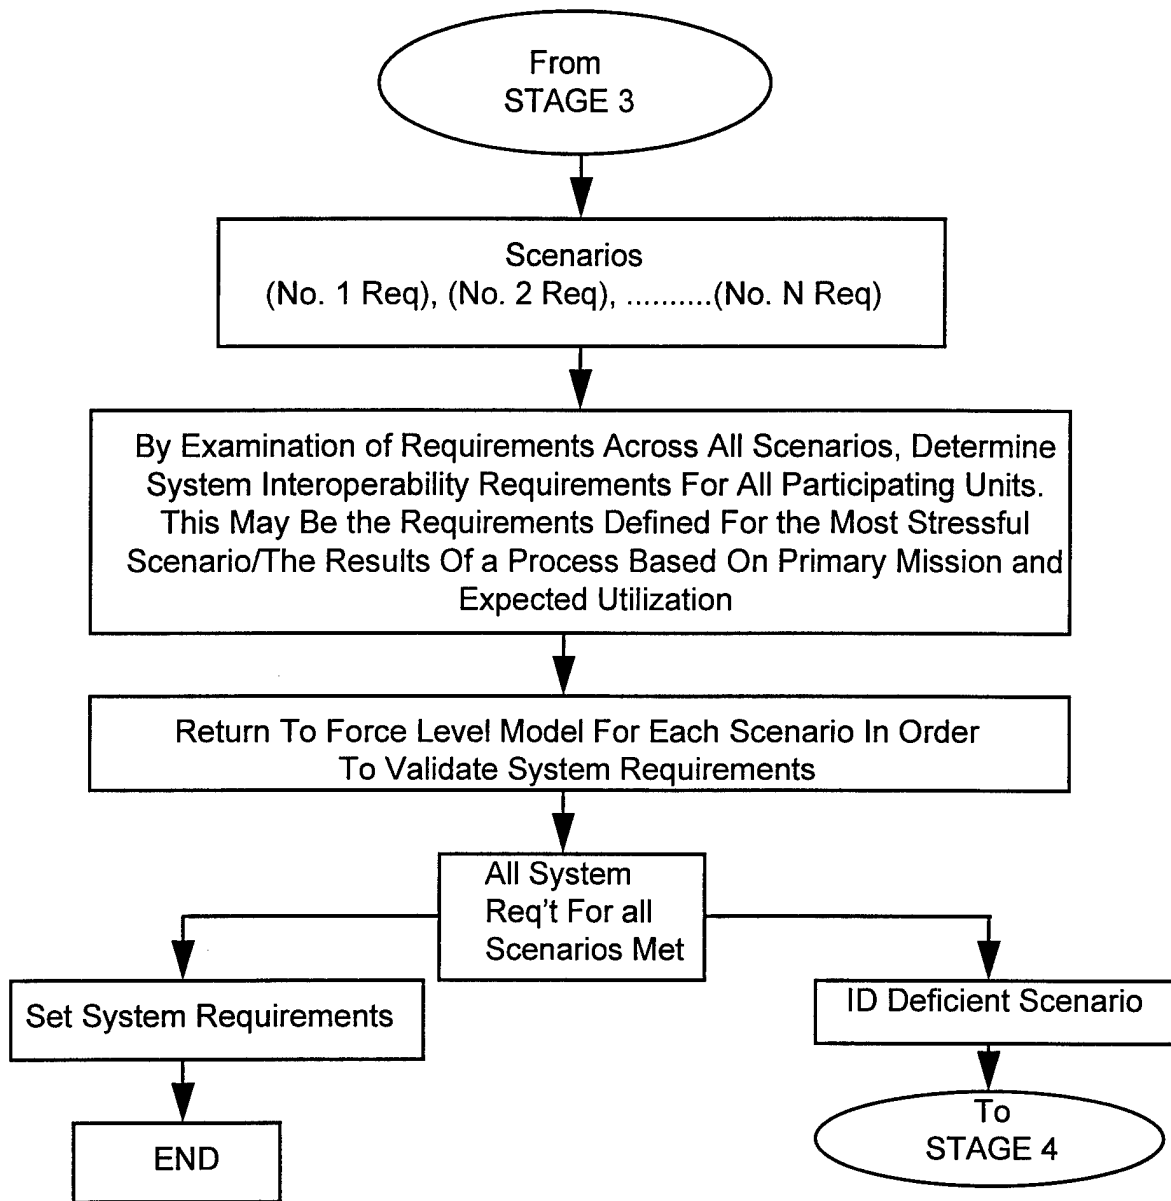 From
STAGE 3
Scenarios
(No. 1 Req), (No. 2 Req), ..........(No. N Req)
By Examination of Requirements Across All Scenarios, Determine
System Interoperability Requirements For All Participating Units.
This May Be the Requirements Defined For the Most Stressful
Scenario/The Results Of a Process Based On Primary Mission and
Expected Utilization
Return To Force Level Model For Each Scenario In Order
To Validate System Requirements
All System
Req't For all
Scenarios Met
Set System Requirements
ID Deficient Scenario
END
To
STAGE 4